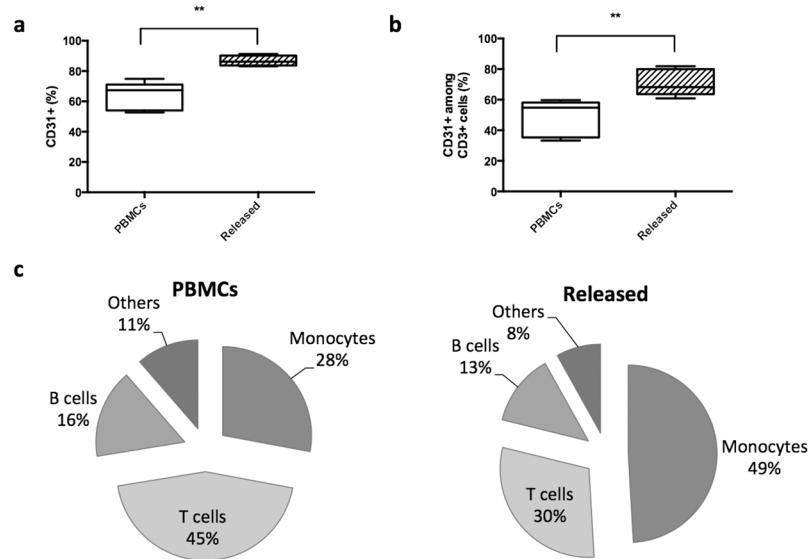 a
**
CD31+ (%)
100
80
60
40
20
0
PBMCs
Released
b
**
CD31+ among
CD3+ cells (%)
100
80
60
40
20
0
PBMCs
Released
c
PBMCs
Others
11%
Monocytes
28%
B cells
16%
T cells
45%
Released
Others
8%
B cells
13%
Monocytes
49%
T cells
30%